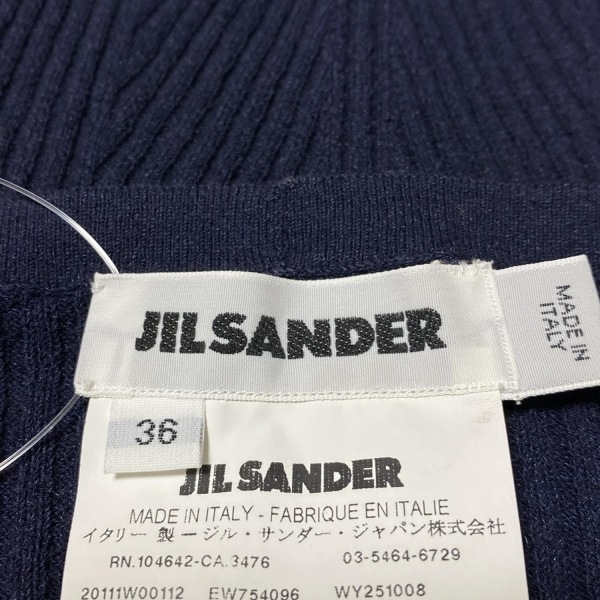 JIL SANDER
MADE IN
ITALY
36
JIL SANDER
MADE IN ITALY - FABRIQUE EN ITALIE
イタリー 製 ージル・サンダー・ジャパン株式会社
RN.104642-CA.3476 03-5464-6729
20111W00112 EW754096 WY251008